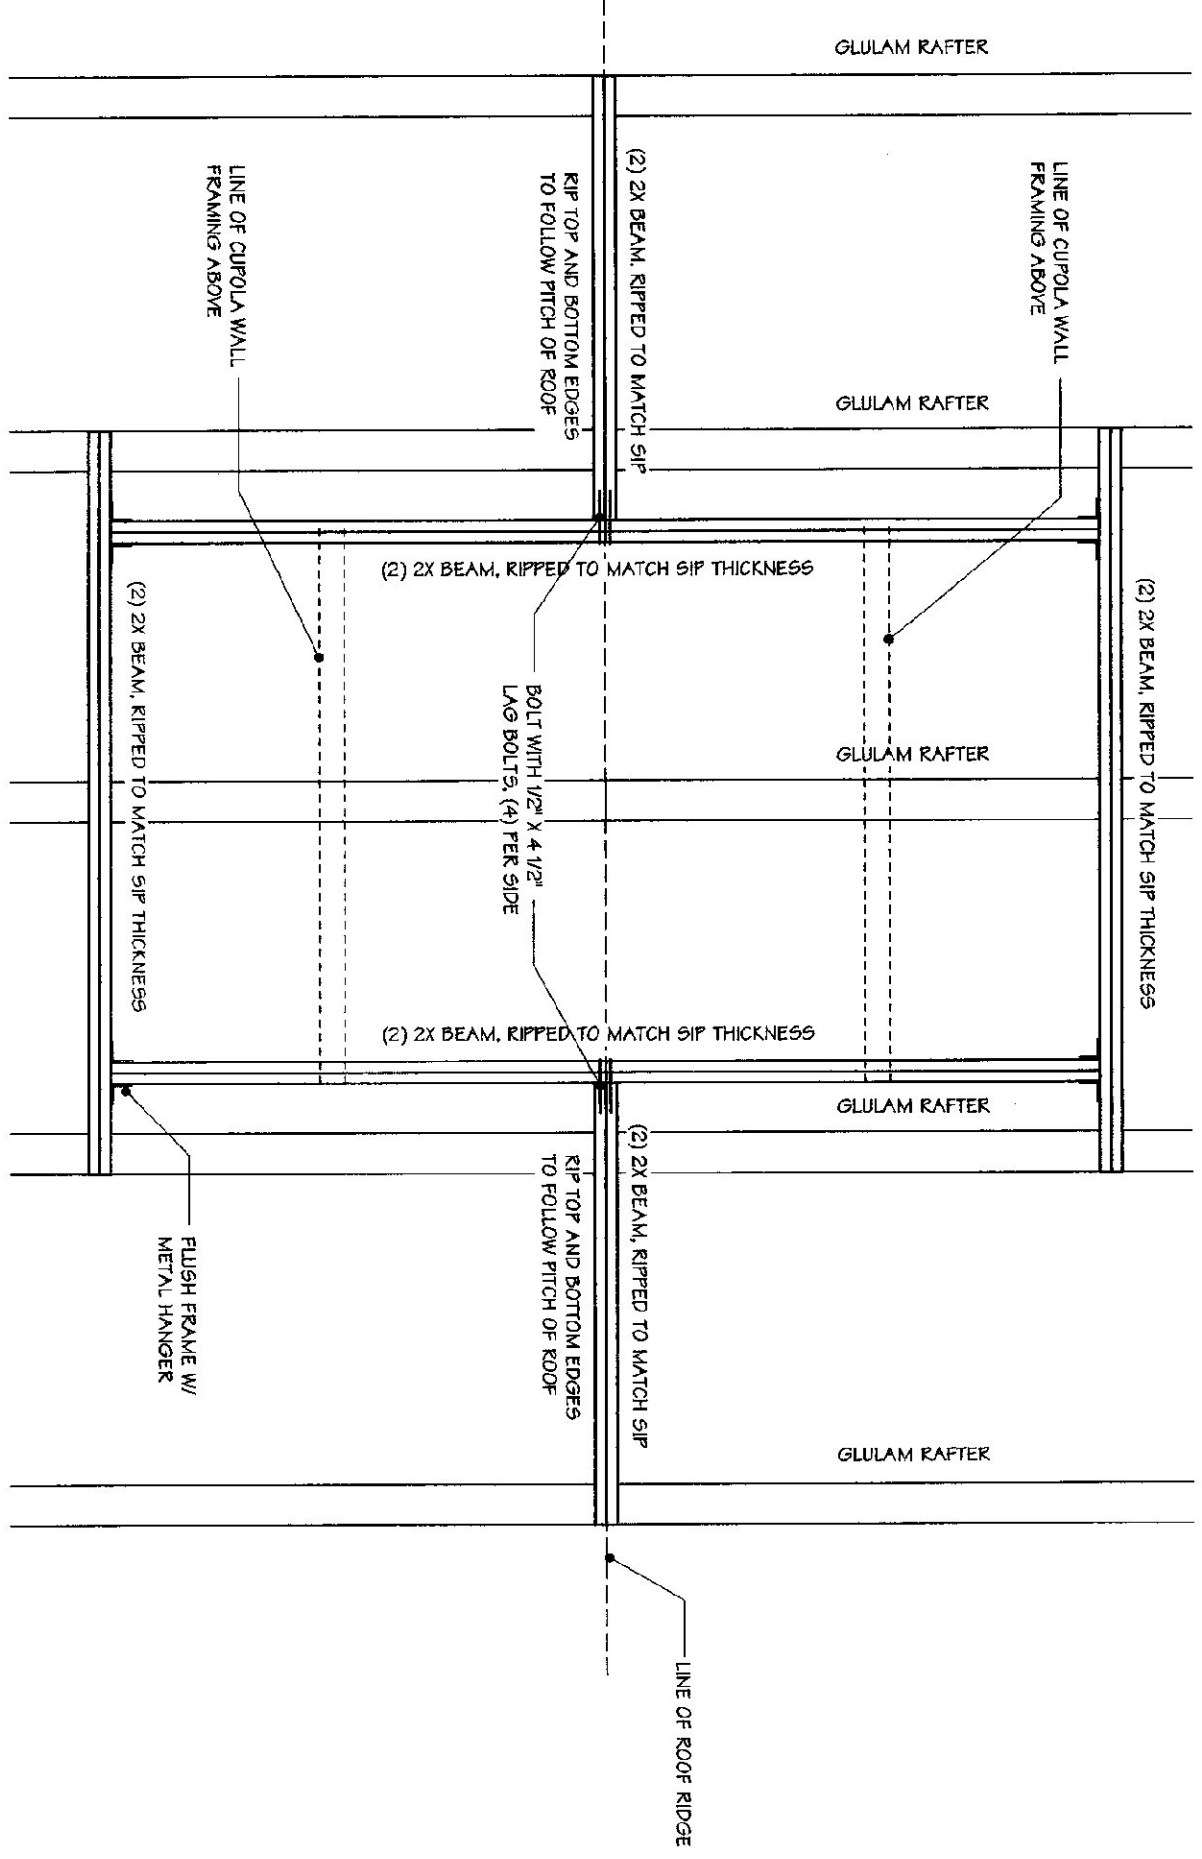 GLULAM RAFTER
LINE OF CUPOLA WALL
FRAMING ABOVE
(2) 2X BEAM, RIPPED TO MATCH SIP
RIP TOP AND BOTTOM EDGES
TO FOLLOW PITCH OF ROOF
LINE OF CUPOLA WALL
FRAMING ABOVE
GLULAM RAFTER
(2) 2X BEAM, RIPPED TO MATCH SIP THICKNESS
(2) 2X BEAM, RIPPED TO MATCH SIP THICKNESS
(2) 2X BEAM, RIPPED TO MATCH SIP THICKNESS
BOLT WITH 1/2" X 4 1/2"
LAG BOLTS, (4) PER SIDE
GLULAM RAFTER
(2) 2X BEAM, RIPPED TO MATCH SIP THICKNESS
GLULAM RAFTER
(2) 2X BEAM, RIPPED TO MATCH SIP
RIP TOP AND BOTTOM EDGES
TO FOLLOW PITCH OF ROOF
FLUSH FRAME W/
METAL HANGER
GLULAM RAFTER
LINE OF ROOF RIDGE